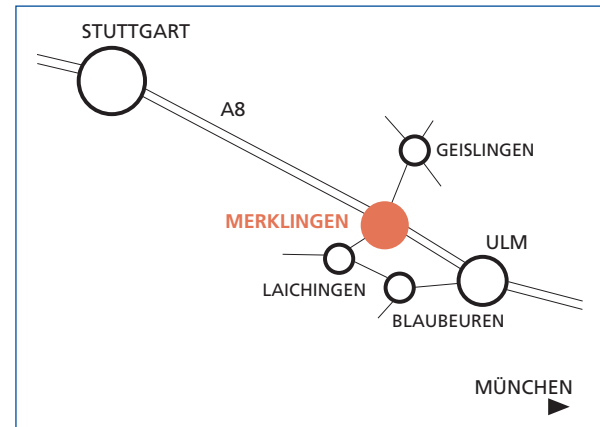 STUTTGART
A8
GEISLINGEN
MERKLINGEN
ULM
LAICHINGEN
BLAUBEUREN
MÜNCHEN